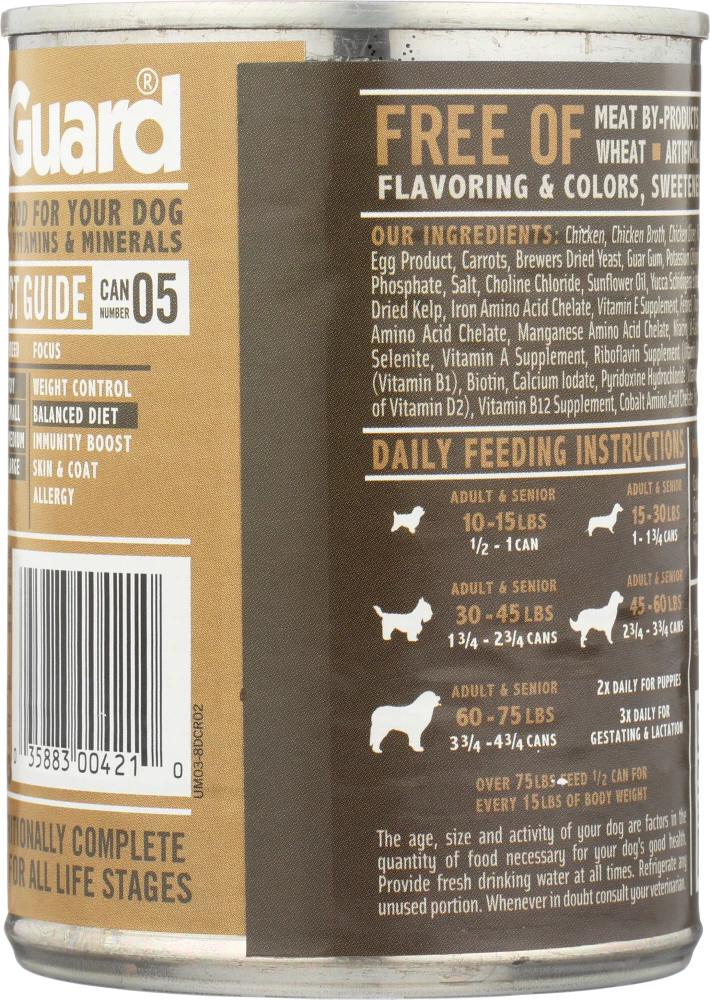 Guard®
FOOD FOR YOUR DOG
VITAMINS & MINERALS
GUIDE CAN NUMBER 05
FOCUS
WEIGHT CONTROL
BALANCED DIET
IMMUNITY BOOST
SKIN & COAT
ALLERGY
0 35883 00421 0
UM03-8DCR02
COMPLETE
FOR ALL LIFE STAGES
FREE OF MEAT BY-PRODUCTS
WHEAT ▪ ARTIFICIAL
FLAVORING & COLORS, SWEETENE
OUR INGREDIENTS: Chicken, Chicken Broth, Chicken Liver,
Egg Product, Carrots, Brewers Dried Yeast, Guar Gum, Potassium
Phosphate, Salt, Choline Chloride, Sunflower Oil, Yucca Schidigera
Dried Kelp, Iron Amino Acid Chelate, Vitamin E Supplement,
Amino Acid Chelate, Manganese Amino Acid Chelate,
Selenite, Vitamin A Supplement, Riboflavin Supplement,
(Vitamin B1), Biotin, Calcium Iodate, Pyridoxine Hydrochloride
of Vitamin D2), Vitamin B12 Supplement, Cobalt Amino Acid Chelate
DAILY FEEDING INSTRUCTIONS
ADULT & SENIOR
10-15 LBS
1/2 - 1 CAN
ADULT & SENIOR
15-30 LBS
1 - 1 3/4 CANS
ADULT & SENIOR
30-45 LBS
1 3/4 - 2 3/4 CANS
ADULT & SENIOR
45-60 LBS
2 3/4 - 3 3/4 CANS
ADULT & SENIOR
60-75 LBS
3 3/4 - 4 3/4 CANS
2X DAILY FOR PUPPIES
3X DAILY FOR
GESTATING & LACTATION
OVER 75 LBS FEED 1/2 CAN FOR
EVERY 15 LBS OF BODY WEIGHT
The age, size and activity of your dog are factors in the
quantity of food necessary for your dog's good health.
Provide fresh drinking water at all times. Refrigerate any
unused portion. Whenever in doubt consult your veterinarian.